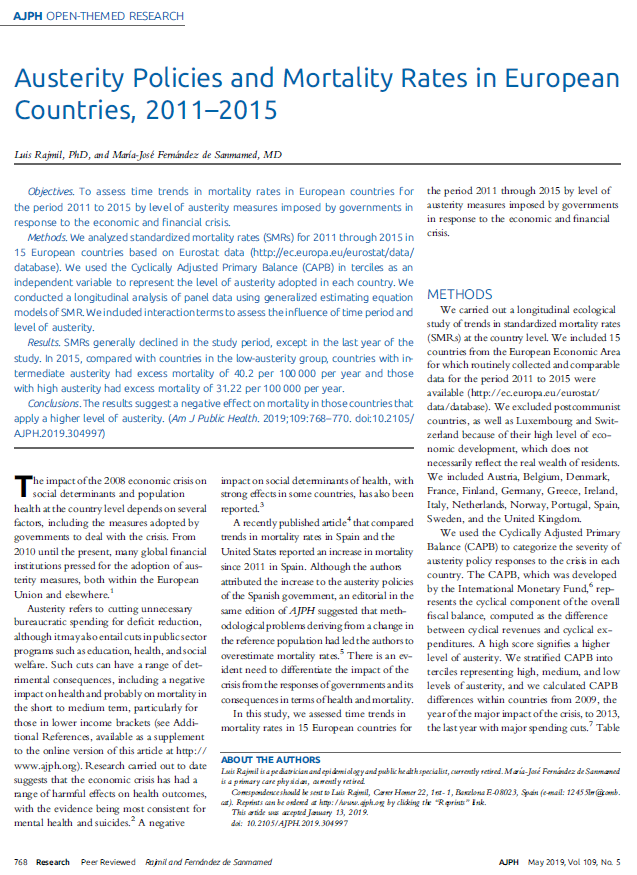 AJPH OPEN-THEMED RESEARCH
Austerity Policies and Mortality Rates in European
Countries, 2011–2015
Luis Rajmil, PhD, and María-José Fernández de Sanmamed, MD
Objectives. To assess time trends in mortality rates in European countries for
the period 2011 to 2015 by level of austerity measures imposed by governments in
response to the economic and financial crisis.
Methods. We analyzed standardized mortality rates (SMRs) for 2011 through 2015 in
15 European countries based on Eurostat data (http://ec.europa.eu/eurostat/data/
database). We used the Cyclically Adjusted Primary Balance (CAPB) in terciles as an
independent variable to represent the level of austerity adopted in each country. We
conducted a longitudinal analysis of panel data using generalized estimating equation
models of SMR. We included interaction terms to assess the influence of time period and
level of austerity.
Results. SMRs generally declined in the study period, except in the last year of the
study. In 2015, compared with countries in the low-austerity group, countries with in-
termediate austerity had excess mortality of 40.2 per 100 000 per year and those
with high austerity had excess mortality of 31.22 per 100 000 per year.
Conclusions. The results suggest a negative effect on mortality in those countries that
apply a higher level of austerity. (Am J Public Health. 2019;109:768–770. doi:10.2105/
AJPH.2019.304997)
The impact of the 2008 economic crisis on
social determinants and population
health at the country level depends on several
factors, including the measures adopted by
governments to deal with the crisis. From
2010 until the present, many global financial
institutions pressed for the adoption of aus-
terity measures, both within the European
Union and elsewhere.1
Austerity refers to cutting unnecessary
bureaucratic spending for deficit reduction,
although it may also entail cuts in public sector
programs such as education, health, and social
welfare. Such cuts can have a range of det-
rimental consequences, including a negative
impact on health and probably on mortality in
the short to medium term, particularly for
those in lower income brackets (see Addi-
tional References, available as a supplement
to the online version of this article at http://
www.ajph.org). Research carried out to date
suggests that the economic crisis has had a
range of harmful effects on health outcomes,
with the evidence being most consistent for
mental health and suicides.2 A negative
impact on social determinants of health, with
strong effects in some countries, has also been
reported.3
A recently published article4 that compared
trends in mortality rates in Spain and the
United States reported an increase in mortality
since 2011 in Spain. Although the authors
attributed the increase to the austerity policies
of the Spanish government, an editorial in the
same edition of AJPH suggested that meth-
odological problems deriving from a change in
the reference population had led the authors to
overestimate mortality rates.5 There is an ev-
ident need to differentiate the impact of the
crisis from the responses of governments and its
consequences in terms of health and mortality.
In this study, we assessed time trends in
mortality rates in 15 European countries for
the period 2011 through 2015 by level of
austerity measures imposed by governments
in response to the economic and financial
crisis.
METHODS
We carried out a longitudinal ecological
study of trends in standardized mortality rates
(SMRs) at the country level. We included 15
countries from the European Economic Area
for which routinely collected and comparable
data for the period 2011 to 2015 were
available (http://ec.europa.eu/eurostat/
data/database). We excluded postcommunist
countries, as well as Luxembourg and Swit-
zerland because of their high level of eco-
nomic development, which does not
necessarily reflect the real wealth of residents.
We included Austria, Belgium, Denmark,
France, Finland, Germany, Greece, Ireland,
Italy, Netherlands, Norway, Portugal, Spain,
Sweden, and the United Kingdom.
We used the Cyclically Adjusted Primary
Balance (CAPB) to categorize the severity of
austerity policy responses to the crisis in each
country. The CAPB, which was developed
by the International Monetary Fund,6 rep-
resents the cyclical component of the overall
fiscal balance, computed as the difference
between cyclical revenues and cyclical ex-
penditures. A high score signifies a higher
level of austerity. We stratified CAPB into
terciles representing high, medium, and low
levels of austerity, and we calculated CAPB
differences within countries from 2009, the
year of the major impact of the crisis, to 2013,
the last year with major spending cuts.7 Table
ABOUT THE AUTHORS
Luis Rajmil is a pediatrician and epidemiology and public health specialist, currently retired. María-José Fernández de Sanmamed
is a primary care physician, currently retired.
Correspondence should be sent to Luis Rajmil, Carrer Homer 22, 1rst-1, Barcelona E-08023, Spain (e-mail: 12455lrr@comb.
cat). Reprints can be ordered at http://www.ajph.org by clicking the “Reprints” link.
This article was accepted January 13, 2019.
doi: 10.2105/AJPH.2019.304997
768 Research Peer Reviewed Rajmil and Fernández de Sanmamed
AJPH May 2019, Vol 109, No. 5